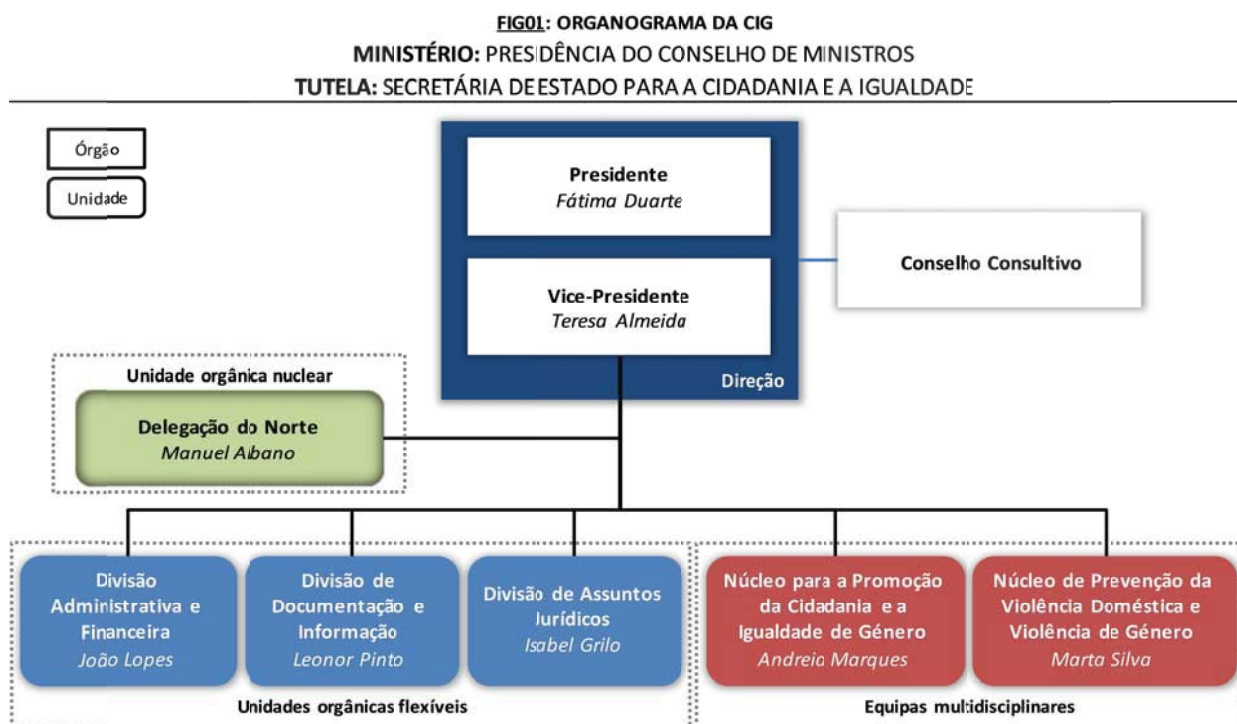 FIG01: ORGANOGRAMA DA CIG
MINISTÉRIO: PRESIDÊNCIA DO CONSELHO DE MINISTROS
TUTELA: SECRETÁRIA DE ESTADO PARA A CIDADANIA E A IGUALDADE
Órgão
Unidade
Presidente
Fátima Duarte
Vice-Presidente
Teresa Almeida
Direção
Conselho Consultivo
Unidade orgânica nuclear
Delegação do Norte
Manuel Albano
Divisão
Administrativa e
Financeira
João Lopes
Divisão de
Documentação e
Informação
Leonor Pinto
Divisão de Assuntos
Jurídicos
Isabel Grilo
Unidades orgânicas flexíveis
Núcleo para a Promoção
da Cidadania e a
Igualdade de Género
Andreia Marques
Núcleo de Prevenção da
Violência Doméstica e
Violência de Género
Marta Silva
Equipas multidisciplinares